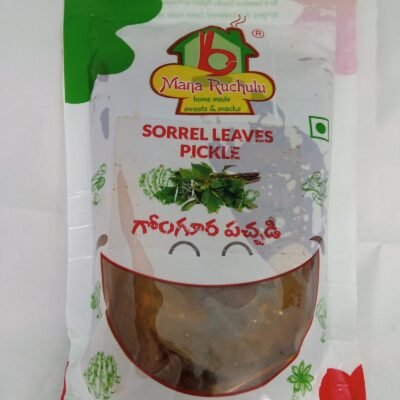 ®
Mana Ruchulu
home made
sweets & snacks
SORREL LEAVES
PICKLE
గోంగూర పచ్చడి